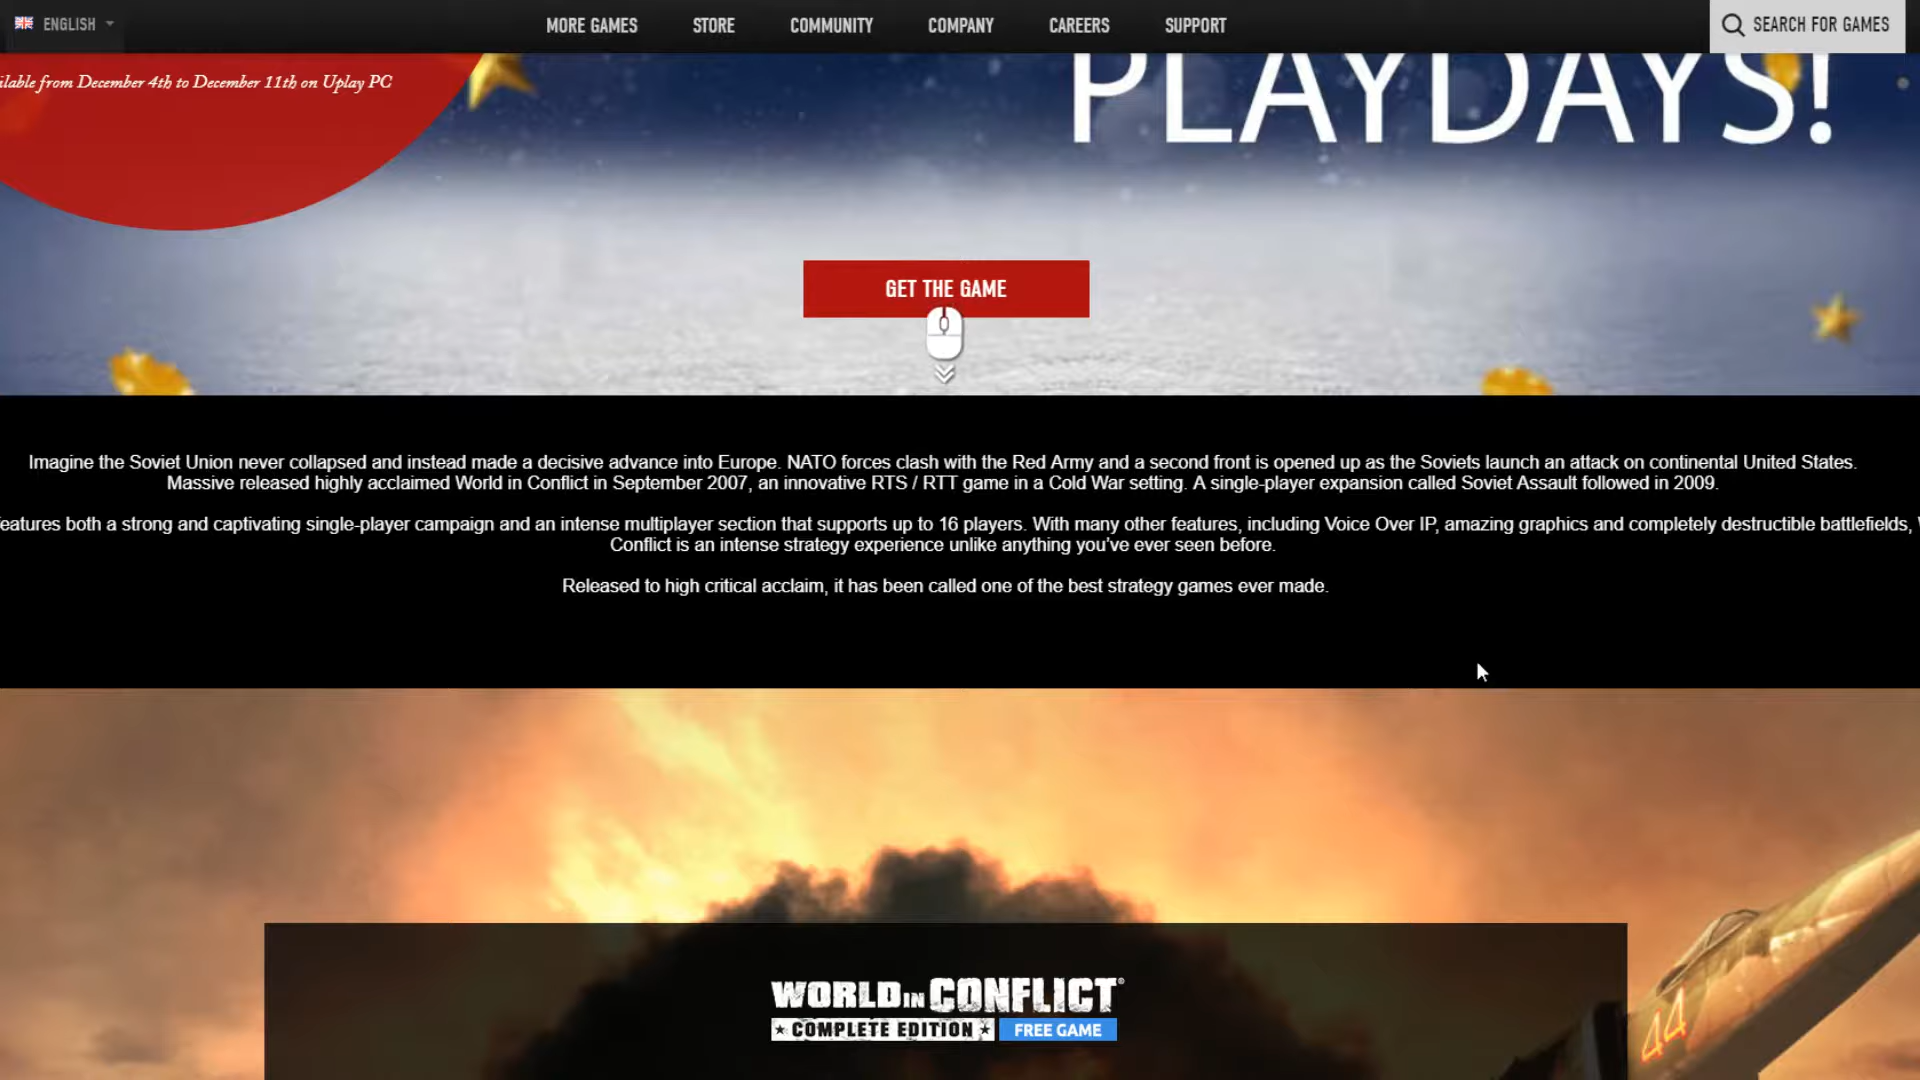 ENGLISH
MORE GAMES
STORE
COMMUNITY
COMPANY
CAREERS
SUPPORT
SEARCH FOR GAMES
from December 4th to December 11th on Uplay PC
PLAYDAYS!
GET THE GAME
Imagine the Soviet Union never collapsed and instead made a decisive advance into Europe. NATO forces clash with the Red Army and a second front is opened up as the Soviets launch an attack on continental United States.
Massive released highly acclaimed World in Conflict in September 2007, an innovative RTS / RTT game in a Cold War setting. A single-player expansion called Soviet Assault followed in 2009.
eatures both a strong and captivating single-player campaign and an intense multiplayer section that supports up to 16 players. With many other features, including Voice Over IP, amazing graphics and completely destructible battlefields,
Conflict is an intense strategy experience unlike anything you've ever seen before.
Released to high critical acclaim, it has been called one of the best strategy games ever made.
44
WORLD IN CONFLICT®
★ COMPLETE EDITION ★ FREE GAME